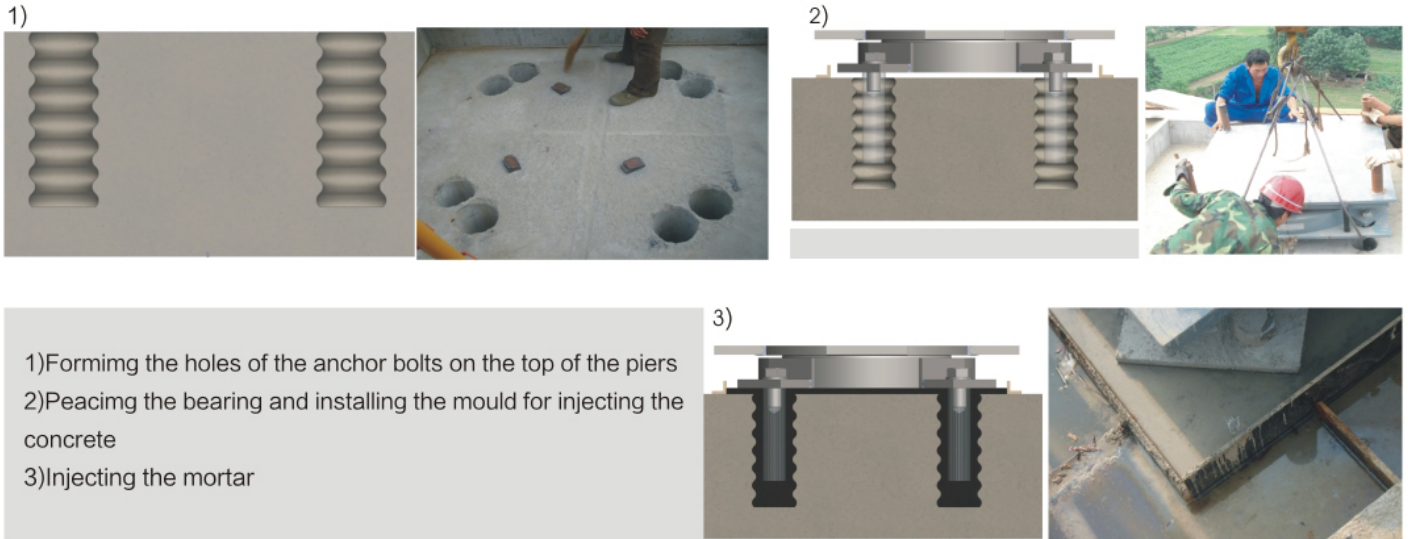 1)
2)
1)Formimg the holes of the anchor bolts on the top of the piers
2)Peacimg the bearing and installing the mould for injecting the
concrete
3)Injecting the mortar
3)